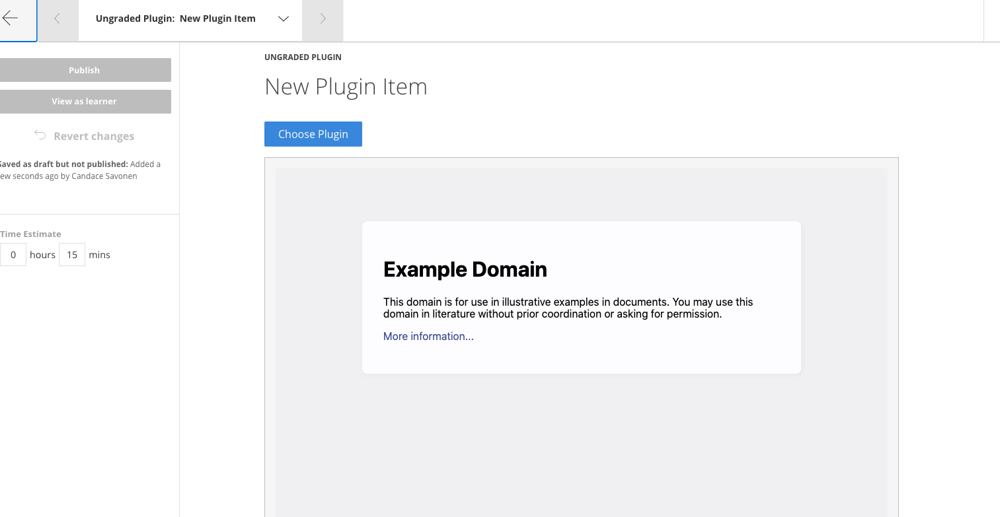 Ungraded Plugin: New Plugin Item
Publish
View as learner
Revert changes
Saved as draft but not published: Added a
few seconds ago by Candace Savonen
Time Estimate
0 hours 15 mins
UNGRADED PLUGIN
New Plugin Item
Choose Plugin
Example Domain
This domain is for use in illustrative examples in documents. You may use this
domain in literature without prior coordination or asking for permission.
More information...